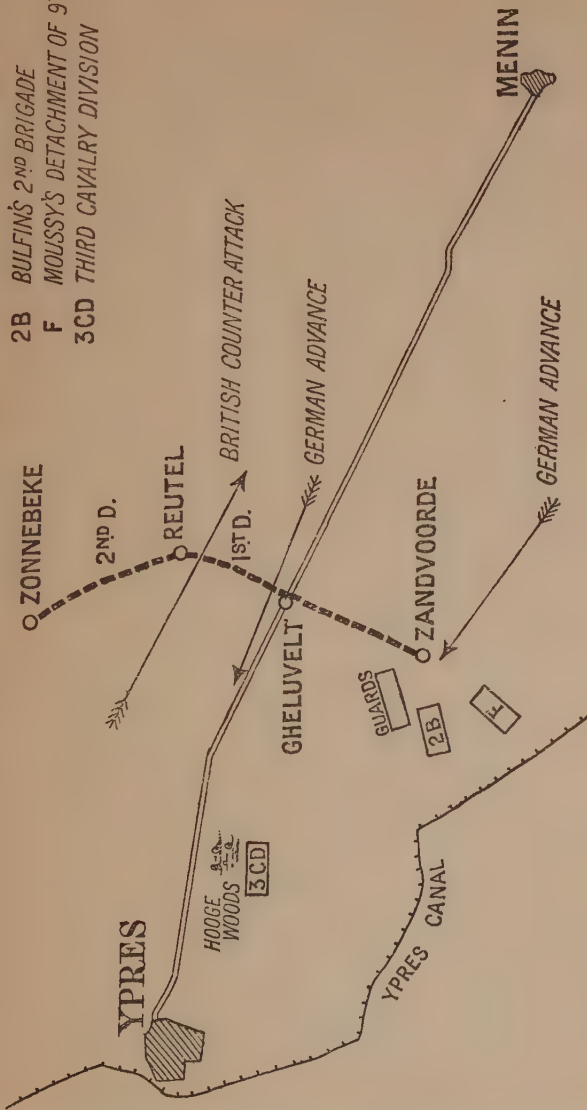 2B BULFIN'S 2ND BRIGADE
F MOUSSY'S DETACHMENT OF 9
3CD THIRD CAVALRY DIVISION
ZONNEBEKE
2ND D.
REUTEL
BRITISH COUNTER ATTACK
1ST D.
GERMAN ADVANCE
MENIN
YPRES
HOOGE
WOODS
3CD
GHELUVELT
ZANDVOORDE
GERMAN ADVANCE
GUARDS
2B
F
YPRES CANAL